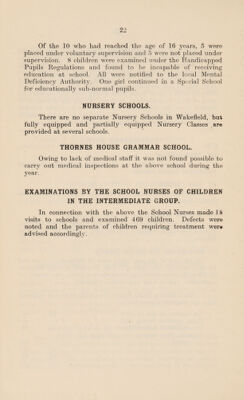 22
Of the 10 who had reached the age of 16 years, 5 were
placed under voluntary supervision and 5 were not placed under
supervision. 8 children were examined under the Handicapped
Pupils Regulations and found to be incapable of receiving
education at school. All were notified to the local Mental
Deficiency Authority. One girl continued in a Special School
for educationally sub-normal pupils.
NURSERY SCHOOLS.
There are no separate Nursery Schools in Wakefield, but
fully equipped and partially equipped Nursery Classes are
provided at several schools.
THORNES HOUSE GRAMMAR SCHOOL.
Owing to lack of medical staff it was not found possible to
carry out medical inspections at the above school during the
year.
EXAMINATIONS BY THE SCHOOL NURSES OF CHILDREN
IN THE INTERMEDIATE GROUP.
In connection with the above the School Nurses made 18
visits to schools and examined 469 children. Defects were
noted and the parents of children requiring treatment were
advised accordingly.